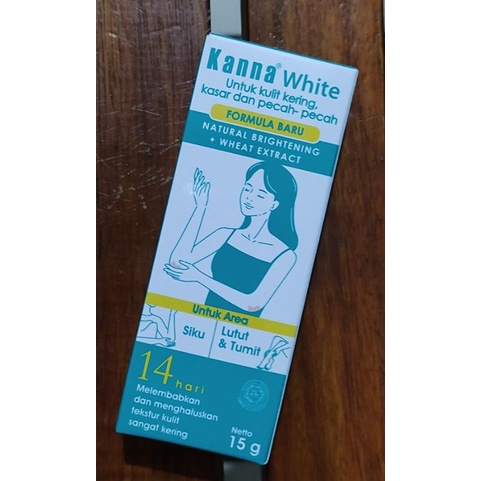 Kanna® White
Untuk kulit kering,
kasar dan pecah- pecah
FORMULA BARU
NATURAL BRIGHTENING
+ WHEAT EXTRACT
Untuk Area
Siku
Lutut
& Tumit
14 hari
Melembabkan
dan menghaluskan
tekstur kulit
sangat kering
Netto
15 g